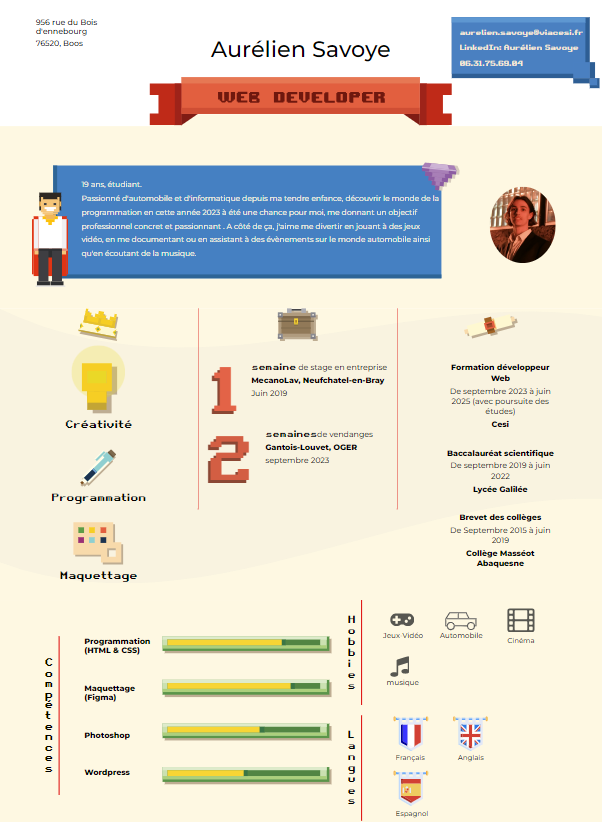 956 rue du Bois
d'ennebourg
76520, Boos
Aurélien Savoye
aurelien.savoye@viacesi.fr
LinkedIn: Aurélien Savoye
06.31.75.69.04
WEB DEVELOPER
19 ans, étudiant.
Passionné d'automobile et d'informatique depuis ma tendre enfance, découvrir le monde de la
programmation en cette année 2023 à été une chance pour moi, me donnant un objectif
professionnel concret et passionnant . A côté de ça, j'aime me divertir en jouant à des jeux
vidéo, en me documentant ou en assistant à des évènements sur le monde automobile ainsi
qu'en écoutant de la musique.
Créativité
Programmation
Maquettage
1
semaine de stage en entreprise
MecanoLav, Neufchatel-en-Bray
Juin 2019
2
semaines de vendanges
Gantois-Louvet, OGER
septembre 2023
Formation développeur
Web
De septembre 2023 à juin
2025 (avec poursuite des
études)
Cesi
Baccalauréat scientifique
De septembre 2019 à juin
2022
Lycée Galilée
Brevet des collèges
De Septembre 2015 à juin
2019
Collège Masséot
Abaquesne
Compétences
Programmation
(HTML & CSS)
Maquettage
(Figma)
Photoshop
Wordpress
Hobbies
Jeux-Vidéo
Automobile
Cinéma
musique
Langues
Français
Anglais
Espagnol